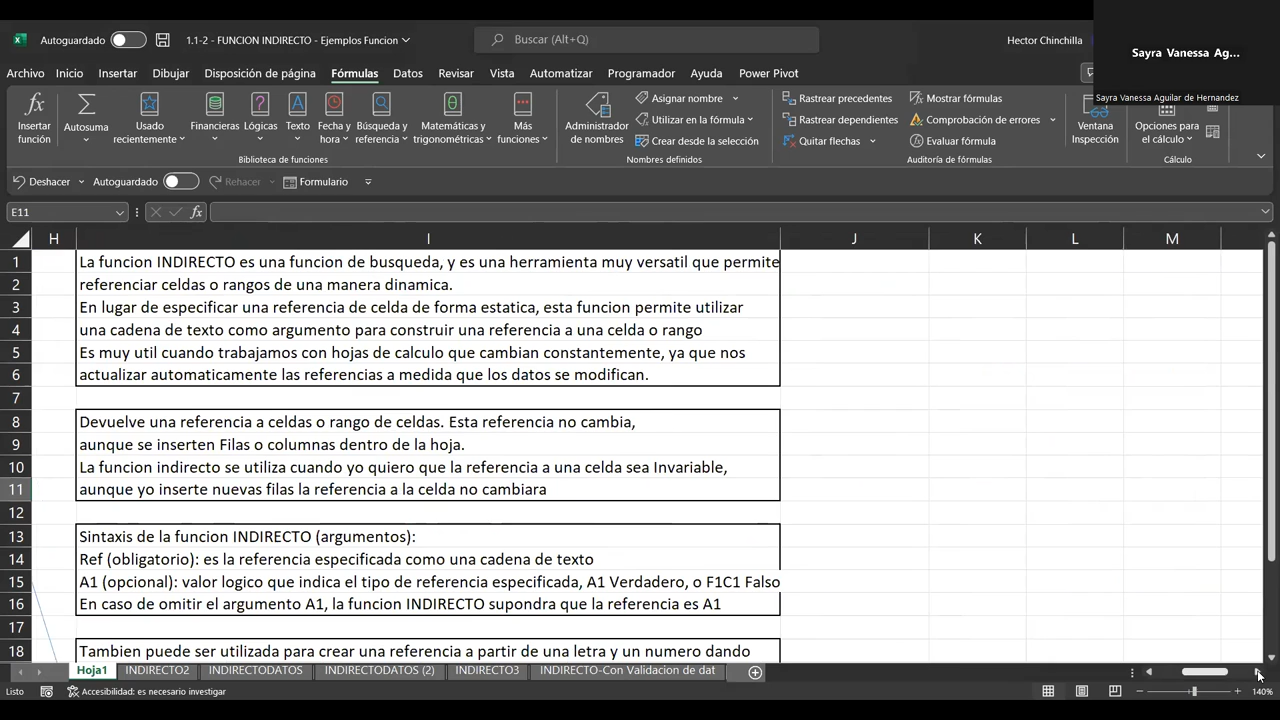 Sayra Vanessa Ag...
Sayra Vanessa Aguilar de Hernandez
Autoguardado
1.1-2 - FUNCION INDIRECTO - Ejemplos Funcion
Buscar (Alt+Q)
Hector Chinchilla
Archivo Inicio Insertar Dibujar Disposición de página Fórmulas Datos Revisar Vista Automatizar Programador Ayuda Power Pivot
Insertar función
Autosuma
Usado recientemente
Financieras
Lógicas
Texto
Fecha y hora
Búsqueda y referencia
Matemáticas y trigonométricas
Más funciones
Biblioteca de funciones
Administrador de nombres
Asignar nombre
Utilizar en la fórmula
Crear desde la selección
Nombres definidos
Rastrear precedentes
Rastrear dependientes
Quitar flechas
Mostrar fórmulas
Comprobación de errores
Evaluar fórmula
Auditoría de fórmulas
Ventana Inspección
Opciones para el cálculo
Cálculo
Deshacer Autoguardado Rehacer Formulario
E11
fx
H I J K L M
1 La funcion INDIRECTO es una funcion de busqueda, y es una herramienta muy versatil que permite
2 referenciar celdas o rangos de una manera dinamica.
3 En lugar de especificar una referencia de celda de forma estatica, esta funcion permite utilizar
4 una cadena de texto como argumento para construir una referencia a una celda o rango
5 Es muy util cuando trabajamos con hojas de calculo que cambian constantemente, ya que nos
6 actualizar automaticamente las referencias a medida que los datos se modifican.
7
8 Devuelve una referencia a celdas o rango de celdas. Esta referencia no cambia,
9 aunque se inserten Filas o columnas dentro de la hoja.
10 La funcion indirecto se utiliza cuando yo quiero que la referencia a una celda sea Invariable,
11 aunque yo inserte nuevas filas la referencia a la celda no cambiara
12
13 Sintaxis de la funcion INDIRECTO (argumentos):
14 Ref (obligatorio): es la referencia especificada como una cadena de texto
15 A1 (opcional): valor logico que indica el tipo de referencia especificada, A1 Verdadero, o F1C1 Falso
16 En caso de omitir el argumento A1, la funcion INDIRECTO supondra que la referencia es A1
17
18 Tambien puede ser utilizada para crear una referencia a partir de una letra y un numero dando
Hoja1 INDIRECTO2 INDIRECTODATOS INDIRECTODATOS (2) INDIRECTO3 INDIRECTO-Con Validacion de dat
Listo Accesibilidad: es necesario investigar 140%